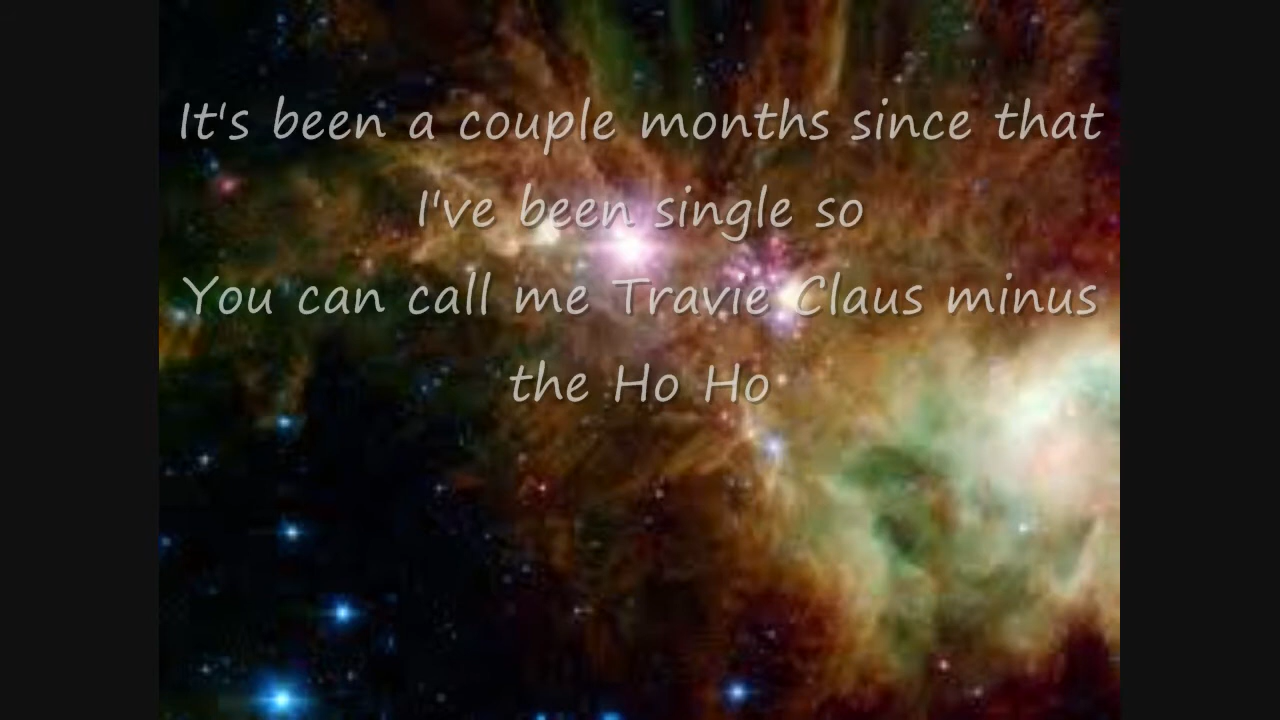 It's been a couple months since that
I've been single so
You can call me Travie Claus minus
the Ho Ho